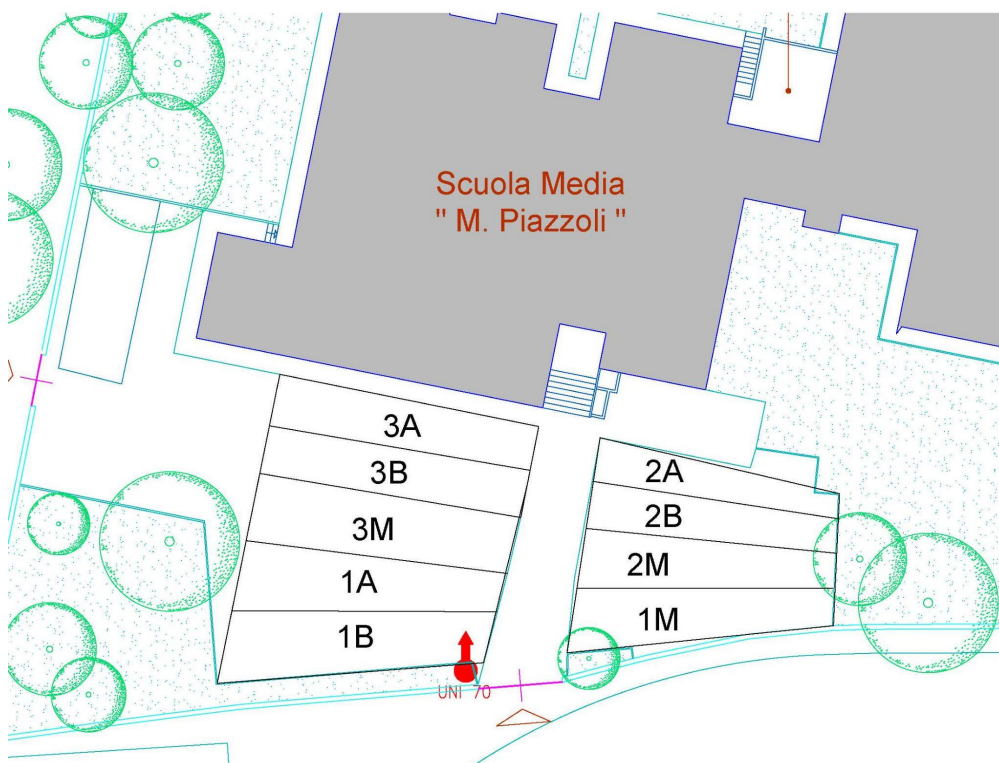 Scuola Media
" M. Piazzoli "
3A
3B
3M
1A
1B
2A
2B
2M
1M
UNI 70